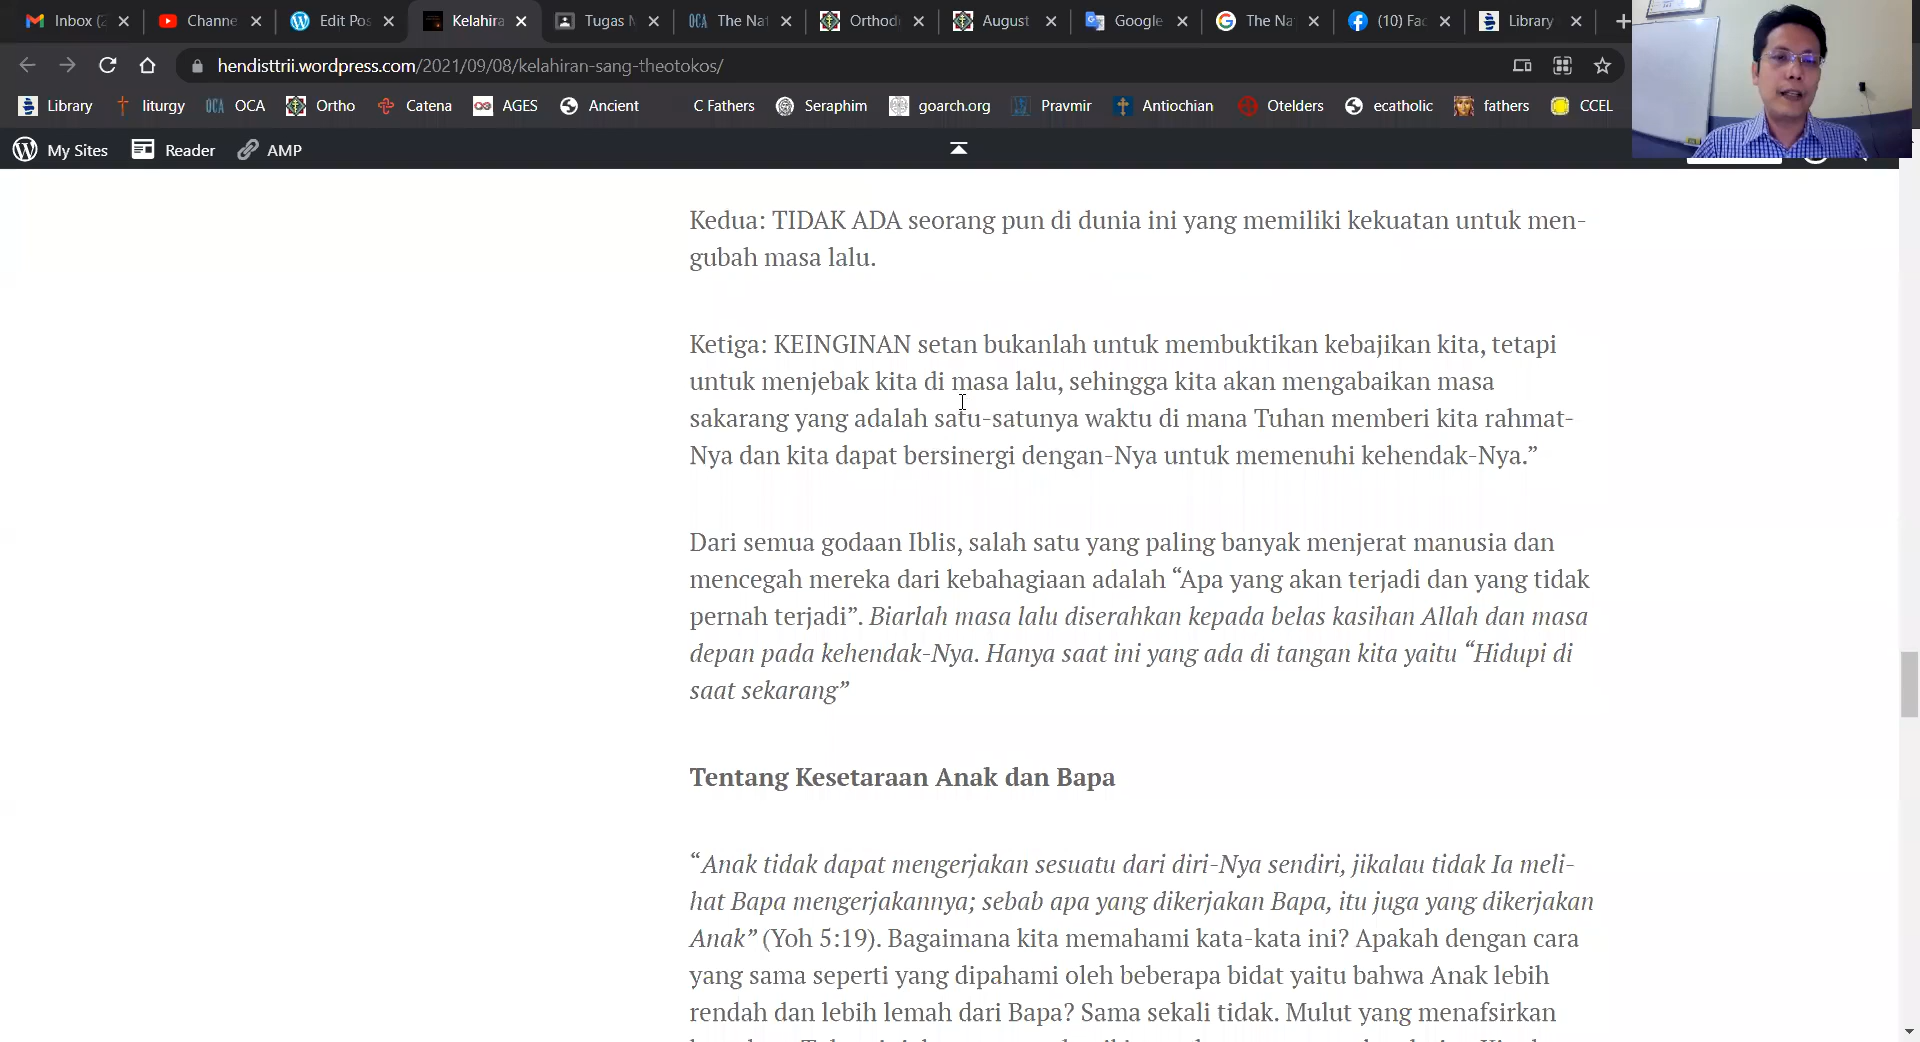 Inbox (2
Channe
Edit Pos
Kelahira
Tugas M
OCA The Nat
Orthodo
August
Google
The Na
(10) Fac
Library
hendisttrii.wordpress.com/2021/09/08/kelahiran-sang-theotokos/
Library liturgy OCA OCA Ortho Catena AGES Ancient C Fathers Seraphim goarch.org Pravmir Antiochian Otelders ecatholic fathers CCEL
My Sites Reader AMP
Kedua: TIDAK ADA seorang pun di dunia ini yang memiliki kekuatan untuk men-
gubah masa lalu.
Ketiga: KEINGINAN setan bukanlah untuk membuktikan kebajikan kita, tetapi
untuk menjebak kita di masa lalu, sehingga kita akan mengabaikan masa
sakarang yang adalah satu-satunya waktu di mana Tuhan memberi kita rahmat-
Nya dan kita dapat bersinergi dengan-Nya untuk memenuhi kehendak-Nya.”
Dari semua godaan Iblis, salah satu yang paling banyak menjerat manusia dan
mencegah mereka dari kebahagiaan adalah “Apa yang akan terjadi dan yang tidak
pernah terjadi”. Biarlah masa lalu diserahkan kepada belas kasihan Allah dan masa
depan pada kehendak-Nya. Hanya saat ini yang ada di tangan kita yaitu “Hidupi di
saat sekarang”
Tentang Kesetaraan Anak dan Bapa
“Anak tidak dapat mengerjakan sesuatu dari diri-Nya sendiri, jikalau tidak Ia meli-
hat Bapa mengerjakannya; sebab apa yang dikerjakan Bapa, itu juga yang dikerjakan
Anak” (Yoh 5:19). Bagaimana kita memahami kata-kata ini? Apakah dengan cara
yang sama seperti yang dipahami oleh beberapa bidat yaitu bahwa Anak lebih
rendah dan lebih lemah dari Bapa? Sama sekali tidak. Mulut yang menafsirkan